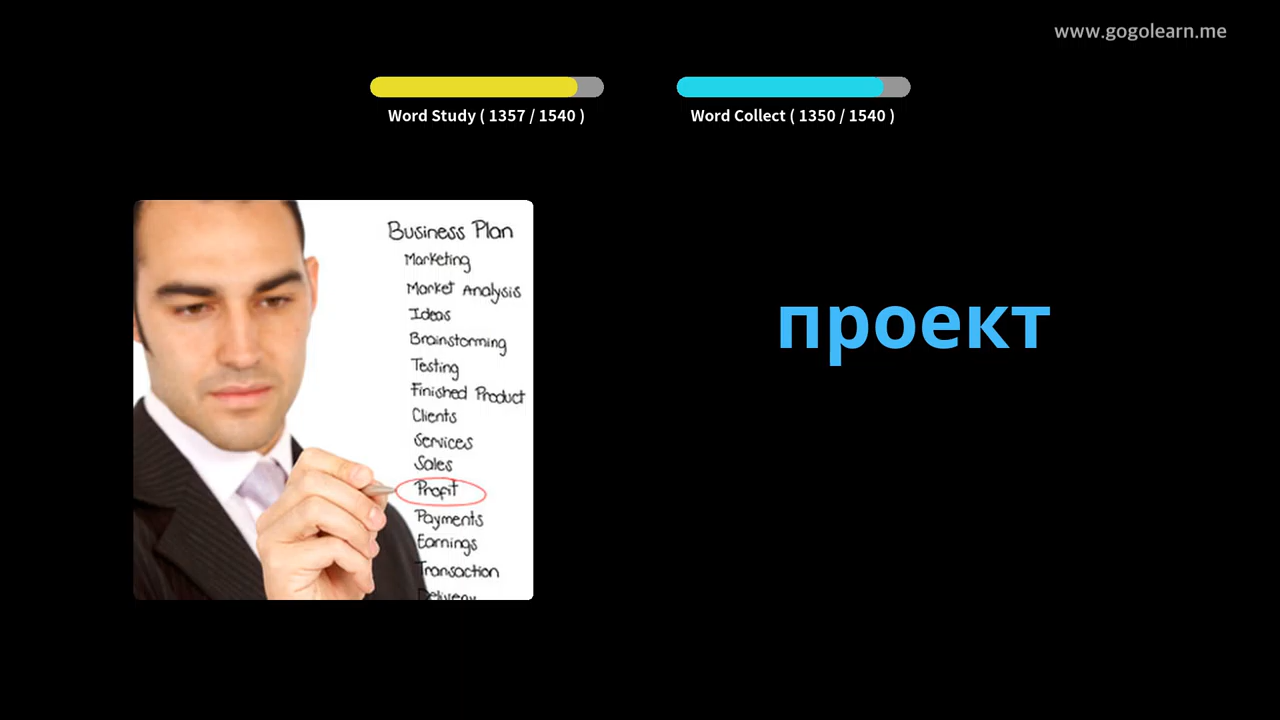 www.gogolearn.me
Word Study ( 1357 / 1540 )
Word Collect ( 1350 / 1540 )
Business Plan
Marketing
Market Analysis
Ideas
Brainstorming
Testing
Finished Product
Clients
Services
Sales
Profit
Payments
Earnings
Transaction
Delivery
проект